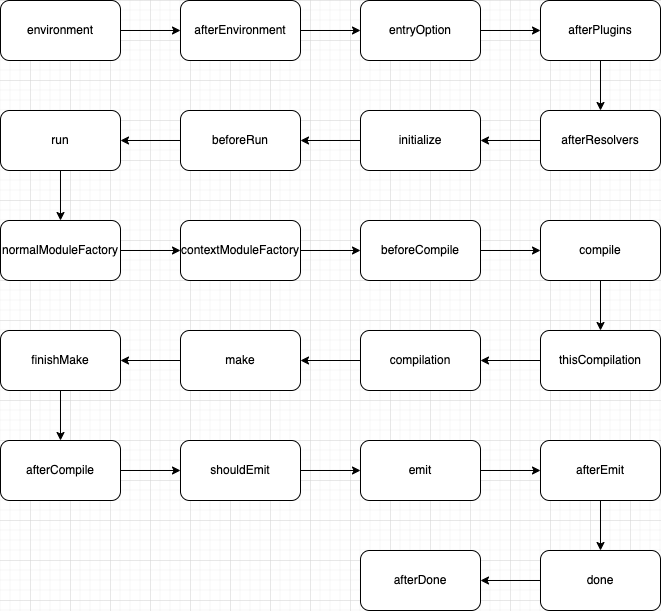 environment
afterEnvironment
entryOption
afterPlugins
run
beforeRun
initialize
afterResolvers
normalModuleFactory
contextModuleFactory
beforeCompile
compile
finishMake
make
compilation
thisCompilation
afterCompile
shouldEmit
emit
afterEmit
afterDone
done